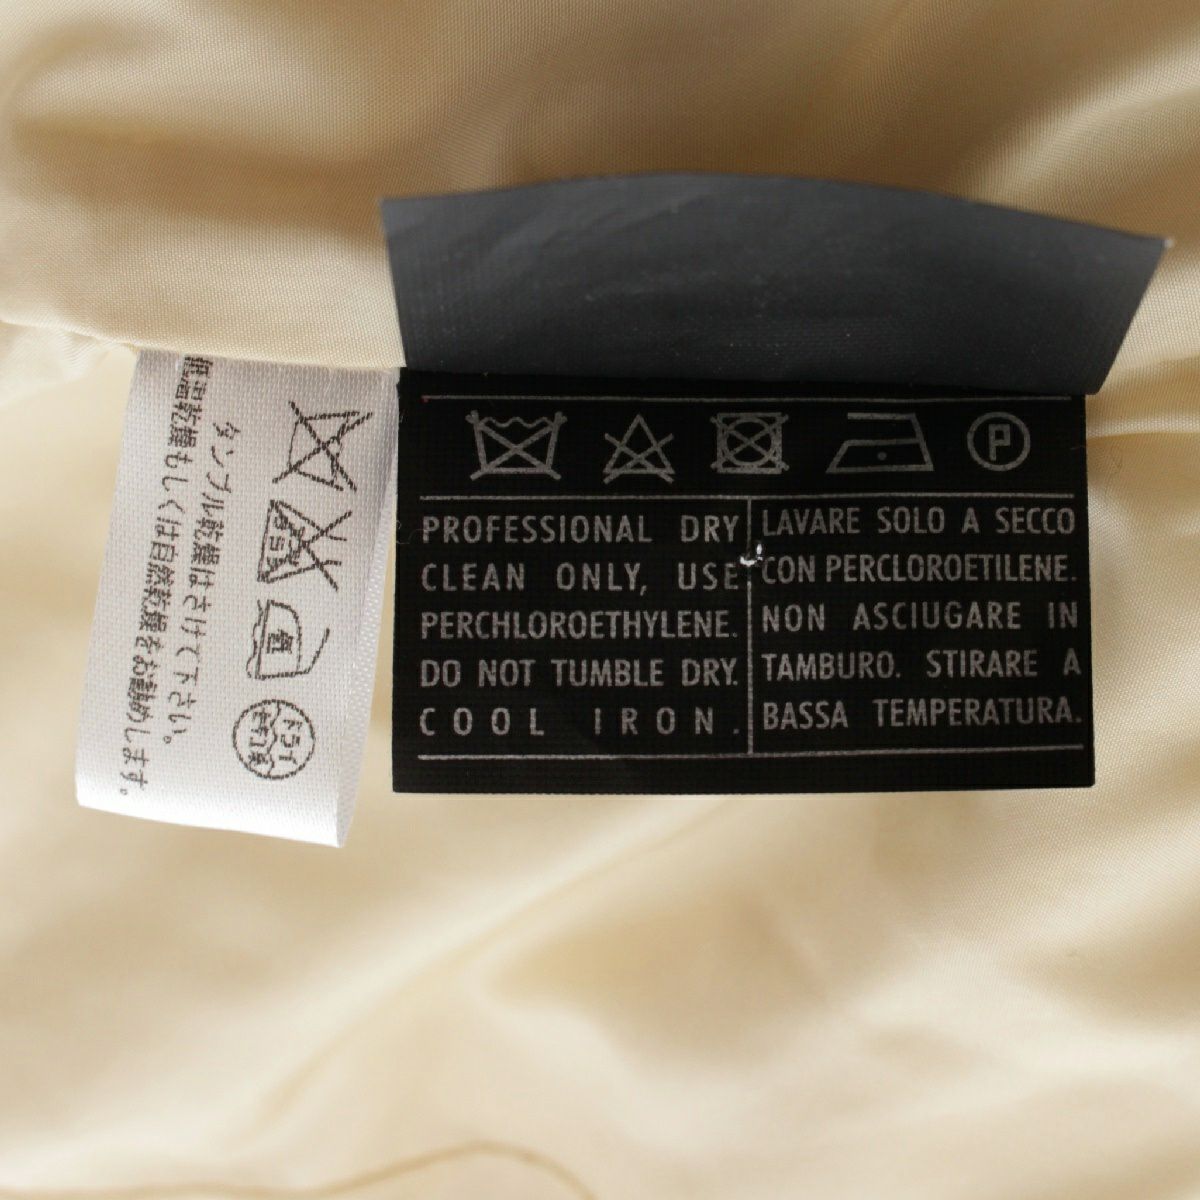 タンブル乾燥はさけて下さい。
低温乾燥もしくは自然乾燥をお勧めします。
ドライ
P
PROFESSIONAL DRY
CLEAN ONLY, USE
PERCHLOROETHYLENE.
DO NOT TUMBLE DRY.
COOL IRON.
LAVARE SOLO A SECCO
CON PERCLOROETILENE.
NON ASCIUGARE IN
TAMBURO. STIRARE A
BASSA TEMPERATURA.